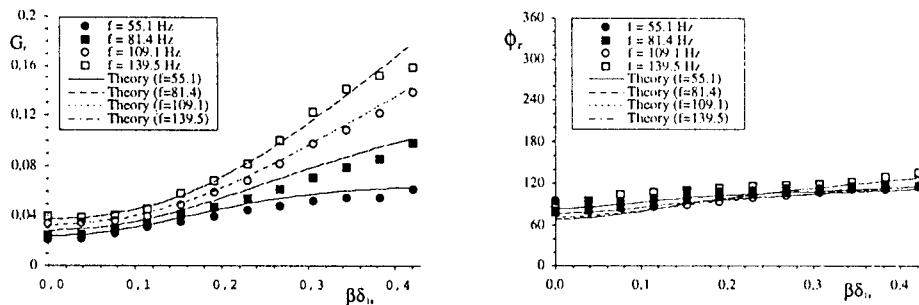 0,2
G_r
0,16
0,12
0,08
0,04
0
f = 55.1 Hz
f = 81.4 Hz
f = 109.1 Hz
f = 139.5 Hz
Theory (f=55.1)
Theory (f=81.4)
Theory (f=109.1)
Theory (f=139.5)
0,0 0,1 0,2 0,3 0,4
βδ
360
ϕ_r
300
240
180
120
60
0
f = 55.1 Hz
f = 81.4 Hz
f = 109 1 Hz
f = 139.5 Hz
Theory (f=55.1)
Theory (f=81.4)
Theory (f=109.1)
Theory (f=139.5)
0.0 0.1 0.2 0.3 0.4
βδ